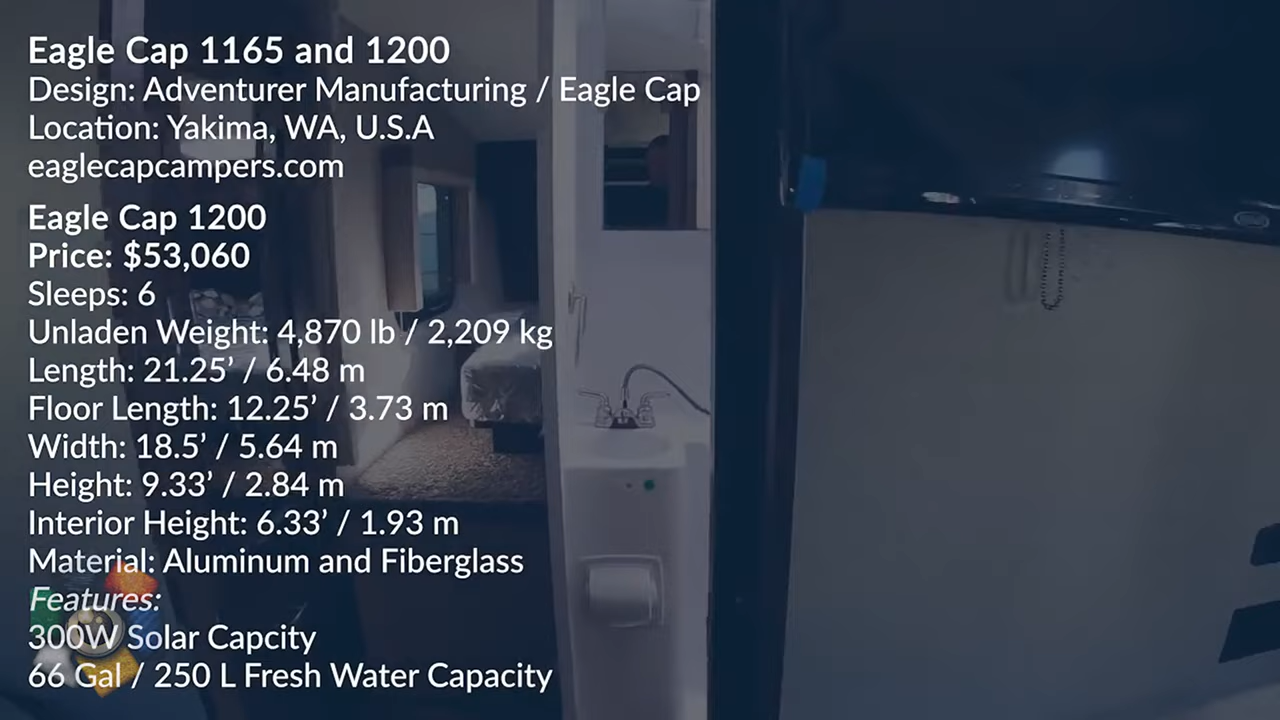 Eagle Cap 1165 and 1200
Design: Adventurer Manufacturing / Eagle Cap
Location: Yakima, WA, U.S.A
eaglecapcampers.com
Eagle Cap 1200
Price: $53,060
Sleeps: 6
Unladen Weight: 4,870 lb / 2,209 kg
Length: 21.25’ / 6.48 m
Floor Length: 12.25’ / 3.73 m
Width: 18.5’ / 5.64 m
Height: 9.33’ / 2.84 m
Interior Height: 6.33’ / 1.93 m
Material: Aluminum and Fiberglass
Features:
300W Solar Capcity
66 Gal / 250 L Fresh Water Capacity